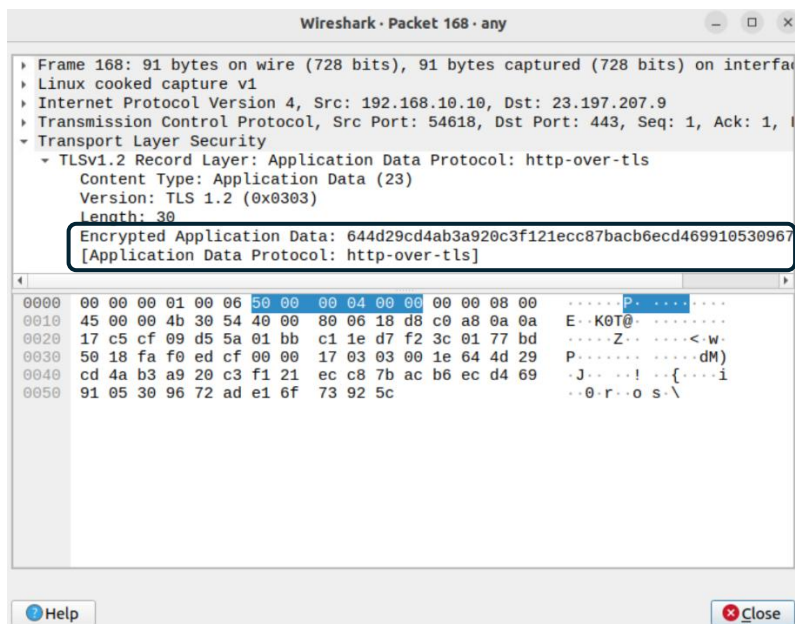 Wireshark · Packet 168 · any
Frame 168: 91 bytes on wire (728 bits), 91 bytes captured (728 bits) on interfa
Linux cooked capture v1
Internet Protocol Version 4, Src: 192.168.10.10, Dst: 23.197.207.9
Transmission Control Protocol, Src Port: 54618, Dst Port: 443, Seq: 1, Ack: 1,
Transport Layer Security
TLSv1.2 Record Layer: Application Data Protocol: http-over-tls
Content Type: Application Data (23)
Version: TLS 1.2 (0x0303)
Length: 30
Encrypted Application Data: 644d29cd4ab3a920c3f121ecc87bacb6ecd469910530967
[Application Data Protocol: http-over-tls]
0000 00 00 00 01 00 06 50 00 00 04 00 00 00 00 08 00 ······P· ········
0010 45 00 00 4b 30 54 40 00 80 06 18 d8 c0 a8 0a 0a E··K0T@· ········
0020 17 c5 cf 09 d5 5a 01 bb c1 1e d7 f2 3c 01 77 bd ·····Z·· ····<·w·
0030 50 18 fa f0 ed cf 00 00 17 03 03 00 1e 64 4d 29 P······· ·····dM)
0040 cd 4a b3 a9 20 c3 f1 21 ec c8 7b ac b6 ec d4 69 ·J·· ··! ··{····i
0050 91 05 30 96 72 ad e1 6f 73 92 5c ··0·r··o s·\
Help
Close